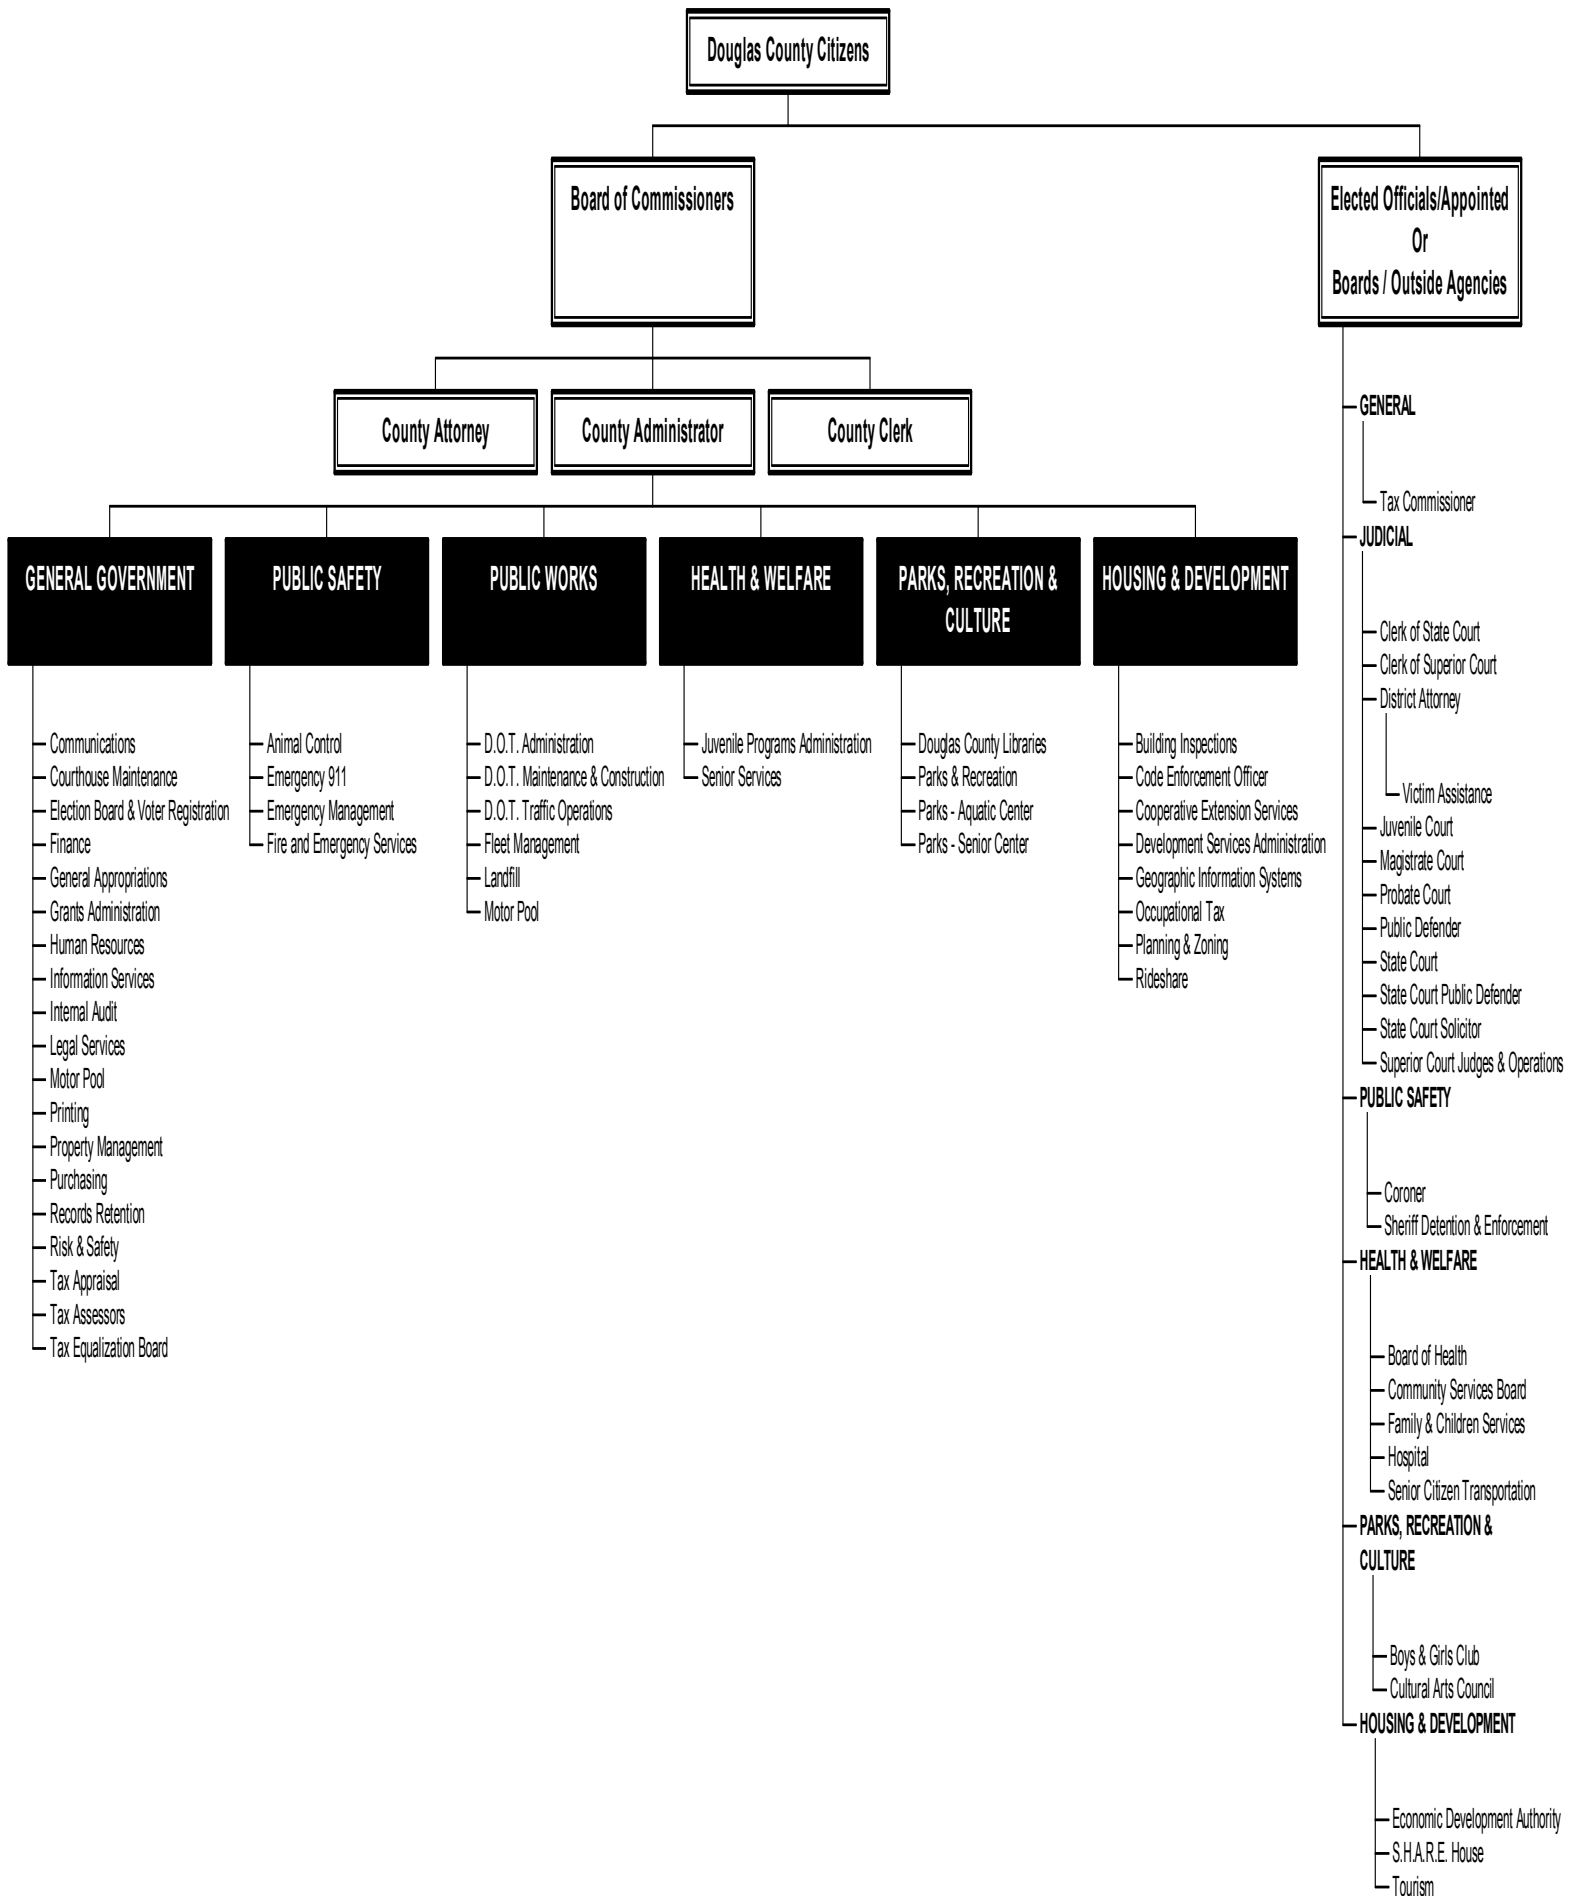 Douglas County Citizens
Board of Commissioners
Elected Officials/Appointed
Or
Boards / Outside Agencies
County Attorney
County Administrator
County Clerk
GENERAL GOVERNMENT
Communications
Courthouse Maintenance
Election Board & Voter Registration
Finance
General Appropriations
Grants Administration
Human Resources
Information Services
Internal Audit
Legal Services
Motor Pool
Printing
Property Management
Purchasing
Records Retention
Risk & Safety
Tax Appraisal
Tax Assessors
Tax Equalization Board
PUBLIC SAFETY
Animal Control
Emergency 911
Emergency Management
Fire and Emergency Services
PUBLIC WORKS
D.O.T. Administration
D.O.T. Maintenance & Construction
D.O.T. Traffic Operations
Fleet Management
Landfill
Motor Pool
HEALTH & WELFARE
Juvenile Programs Administration
Senior Services
PARKS, RECREATION &
CULTURE
Douglas County Libraries
Parks & Recreation
Parks - Aquatic Center
Parks - Senior Center
HOUSING & DEVELOPMENT
Building Inspections
Code Enforcement Officer
Cooperative Extension Services
Development Services Administration
Geographic Information Systems
Occupational Tax
Planning & Zoning
Rideshare
GENERAL
Tax Commissioner
JUDICIAL
Clerk of State Court
Clerk of Superior Court
District Attorney
Victim Assistance
Juvenile Court
Magistrate Court
Probate Court
Public Defender
State Court
State Court Public Defender
State Court Solicitor
Superior Court Judges & Operations
PUBLIC SAFETY
Coroner
Sheriff Detention & Enforcement
HEALTH & WELFARE
Board of Health
Community Services Board
Family & Children Services
Hospital
Senior Citizen Transportation
PARKS, RECREATION &
CULTURE
Boys & Girls Club
Cultural Arts Council
HOUSING & DEVELOPMENT
Economic Development Authority
S.H.A.R.E. House
Tourism